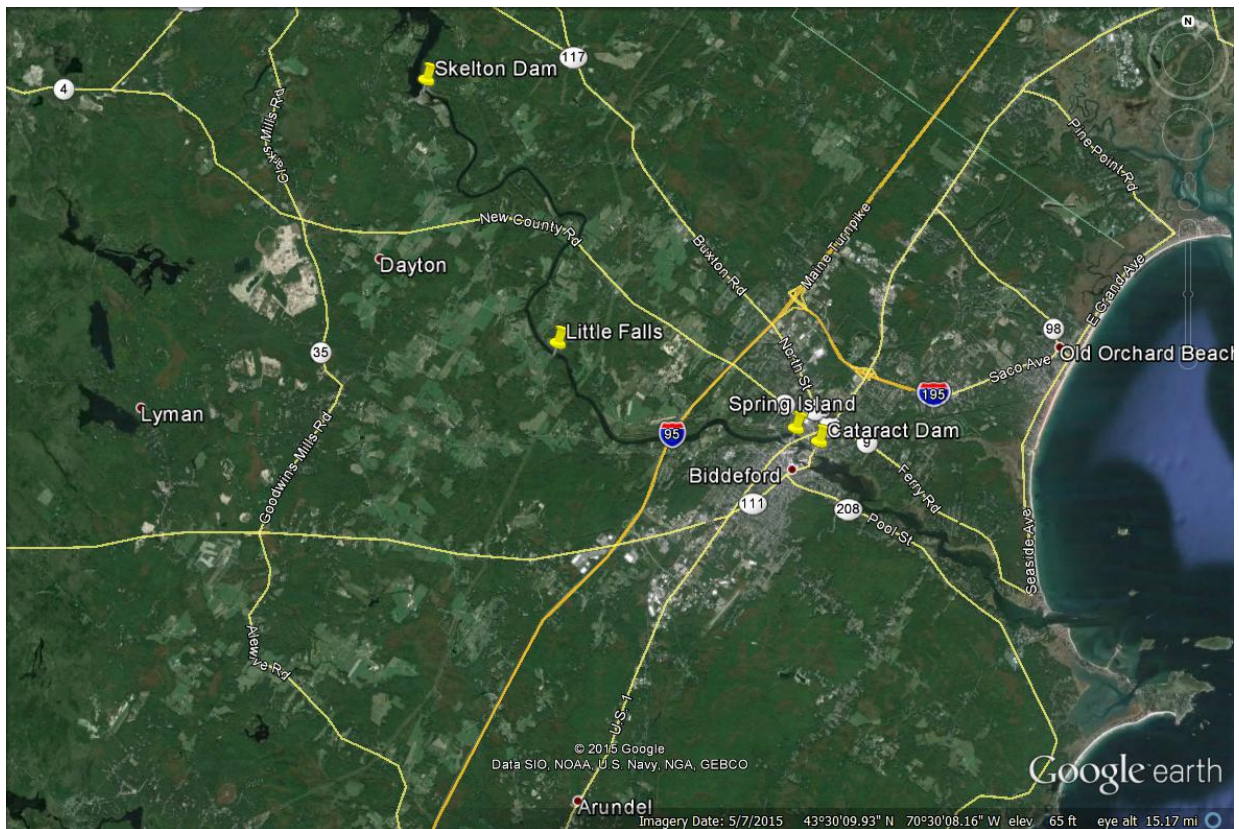 N
117
Skelton Dam
4
Clark's Mills Rd
Pine Point Rd
New County Rd
Maine Turnpike
Buxton Rd
Dayton
E Grand Ave
Little Falls
98
35
North St
Old Orchard Beach
Saco Ave
195
Lyman
Spring Island
95
Cataract Dam
9
Goodwins Mills Rd
Biddeford
Ferry Rd
111
208
Pool St
Seaside Ave
Alewive Rd
U.S. 1
© 2015 Google
Data SIO, NOAA, U.S. Navy, NGA, GEBCO
Google earth
Arundel
Imagery Date: 5/7/2015 43°30'09.93" N 70°30'08.16" W elev 65 ft eye alt 15.17 mi